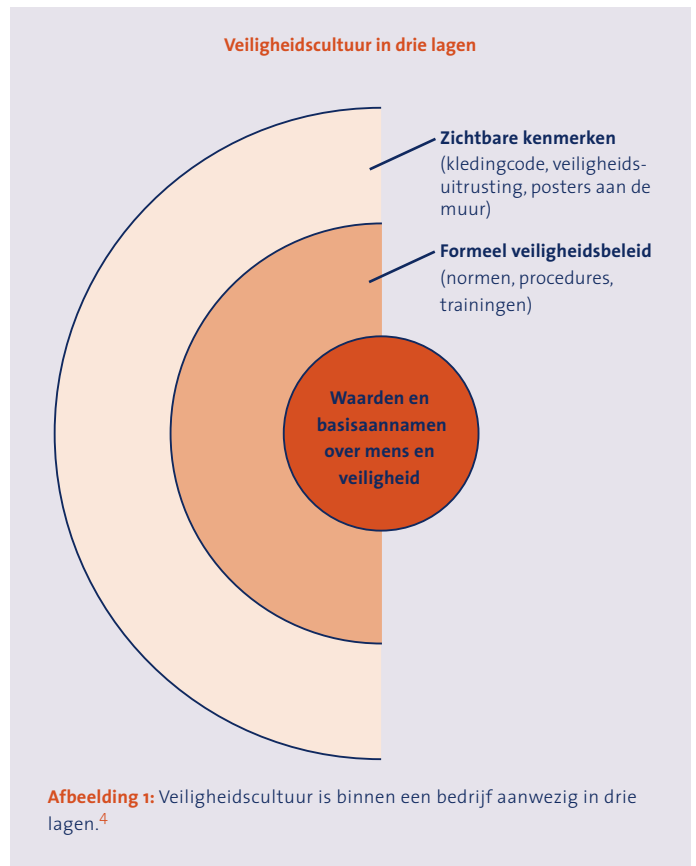 Veiligheidscultuur in drie lagen
Zichtbare kenmerken
(kledingcode, veiligheids-
uitrusting, posters aan de
muur)
Formeel veiligheidsbeleid
(normen, procedures,
trainingen)
Waarden en
basisaannamen
over mens en
veiligheid
Afbeelding 1: Veiligheidscultuur is binnen een bedrijf aanwezig in drie
lagen.4